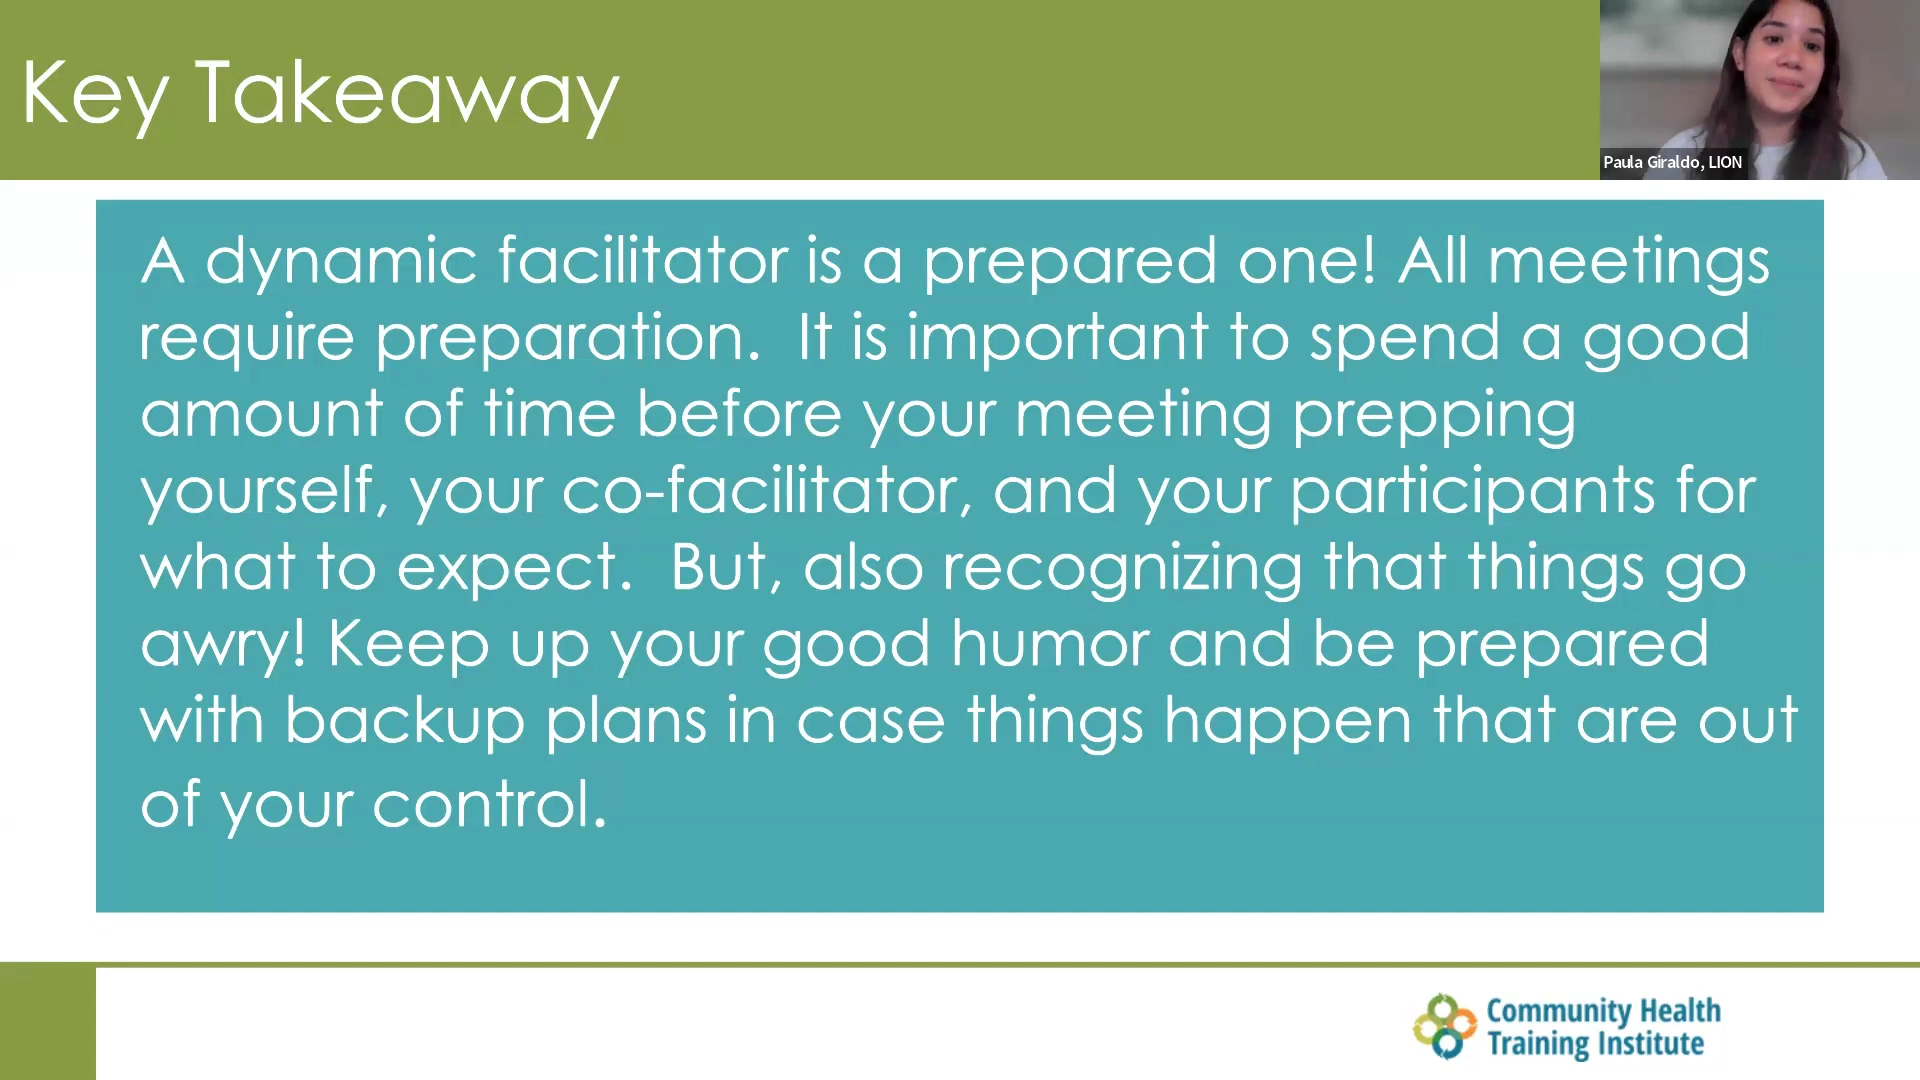 Key Takeaway
Paula Giraldo, LION
A dynamic facilitator is a prepared one! All meetings
require preparation.  It is important to spend a good
amount of time before your meeting prepping
yourself, your co-facilitator, and your participants for
what to expect.  But, also recognizing that things go
awry! Keep up your good humor and be prepared
with backup plans in case things happen that are out
of your control.
Community Health
Training Institute